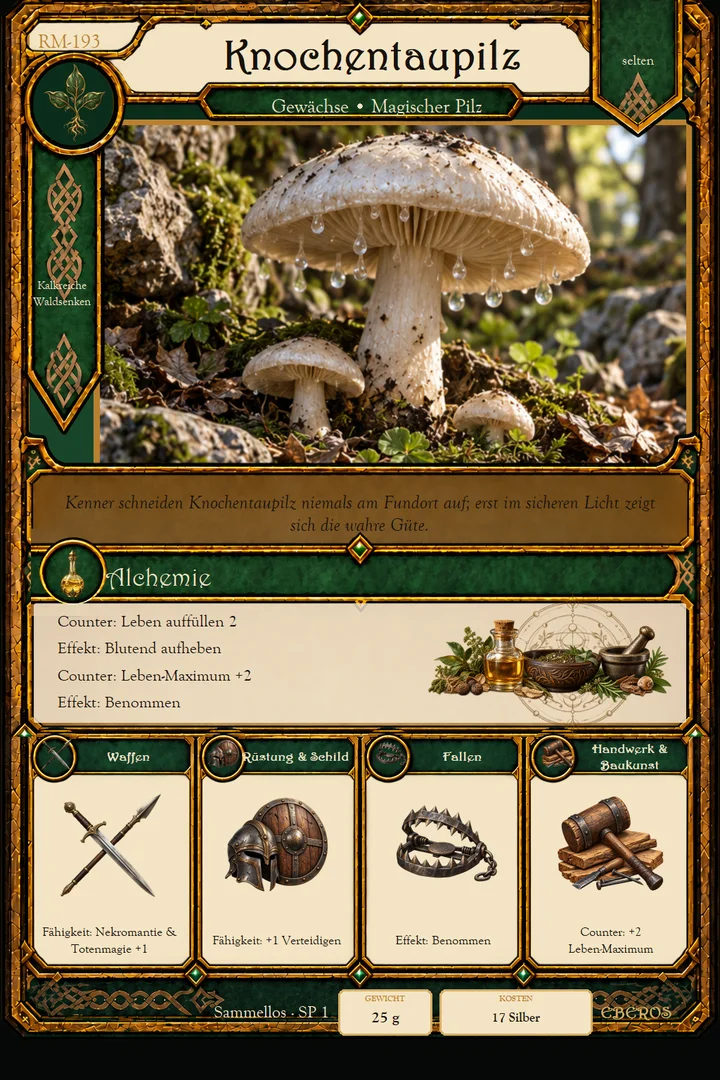 RM-193
Knochentaupilz
selten
Gewächse • Magischer Pilz
Kalkreiche
Waldsenken
Kenner schneiden Knochentaupilz niemals am Fundort auf; erst im sicheren Licht zeigt
sich die wahre Güte.
Alchemie
Counter: Leben auffüllen 2
Effekt: Blutend aufheben
Counter: Leben-Maximum +2
Effekt: Benommen
Waffen
Fähigkeit: Nekromantie &
Totenmagie +1
Rüstung & Schild
Fähigkeit: +1 Verteidigen
Fallen
Effekt: Benommen
Handwerk &
Baukunst
Counter: +2
Leben-Maximum
Sammellos · SP 1
GEWICHT
25 g
KOSTEN
17 Silber
EBEROS